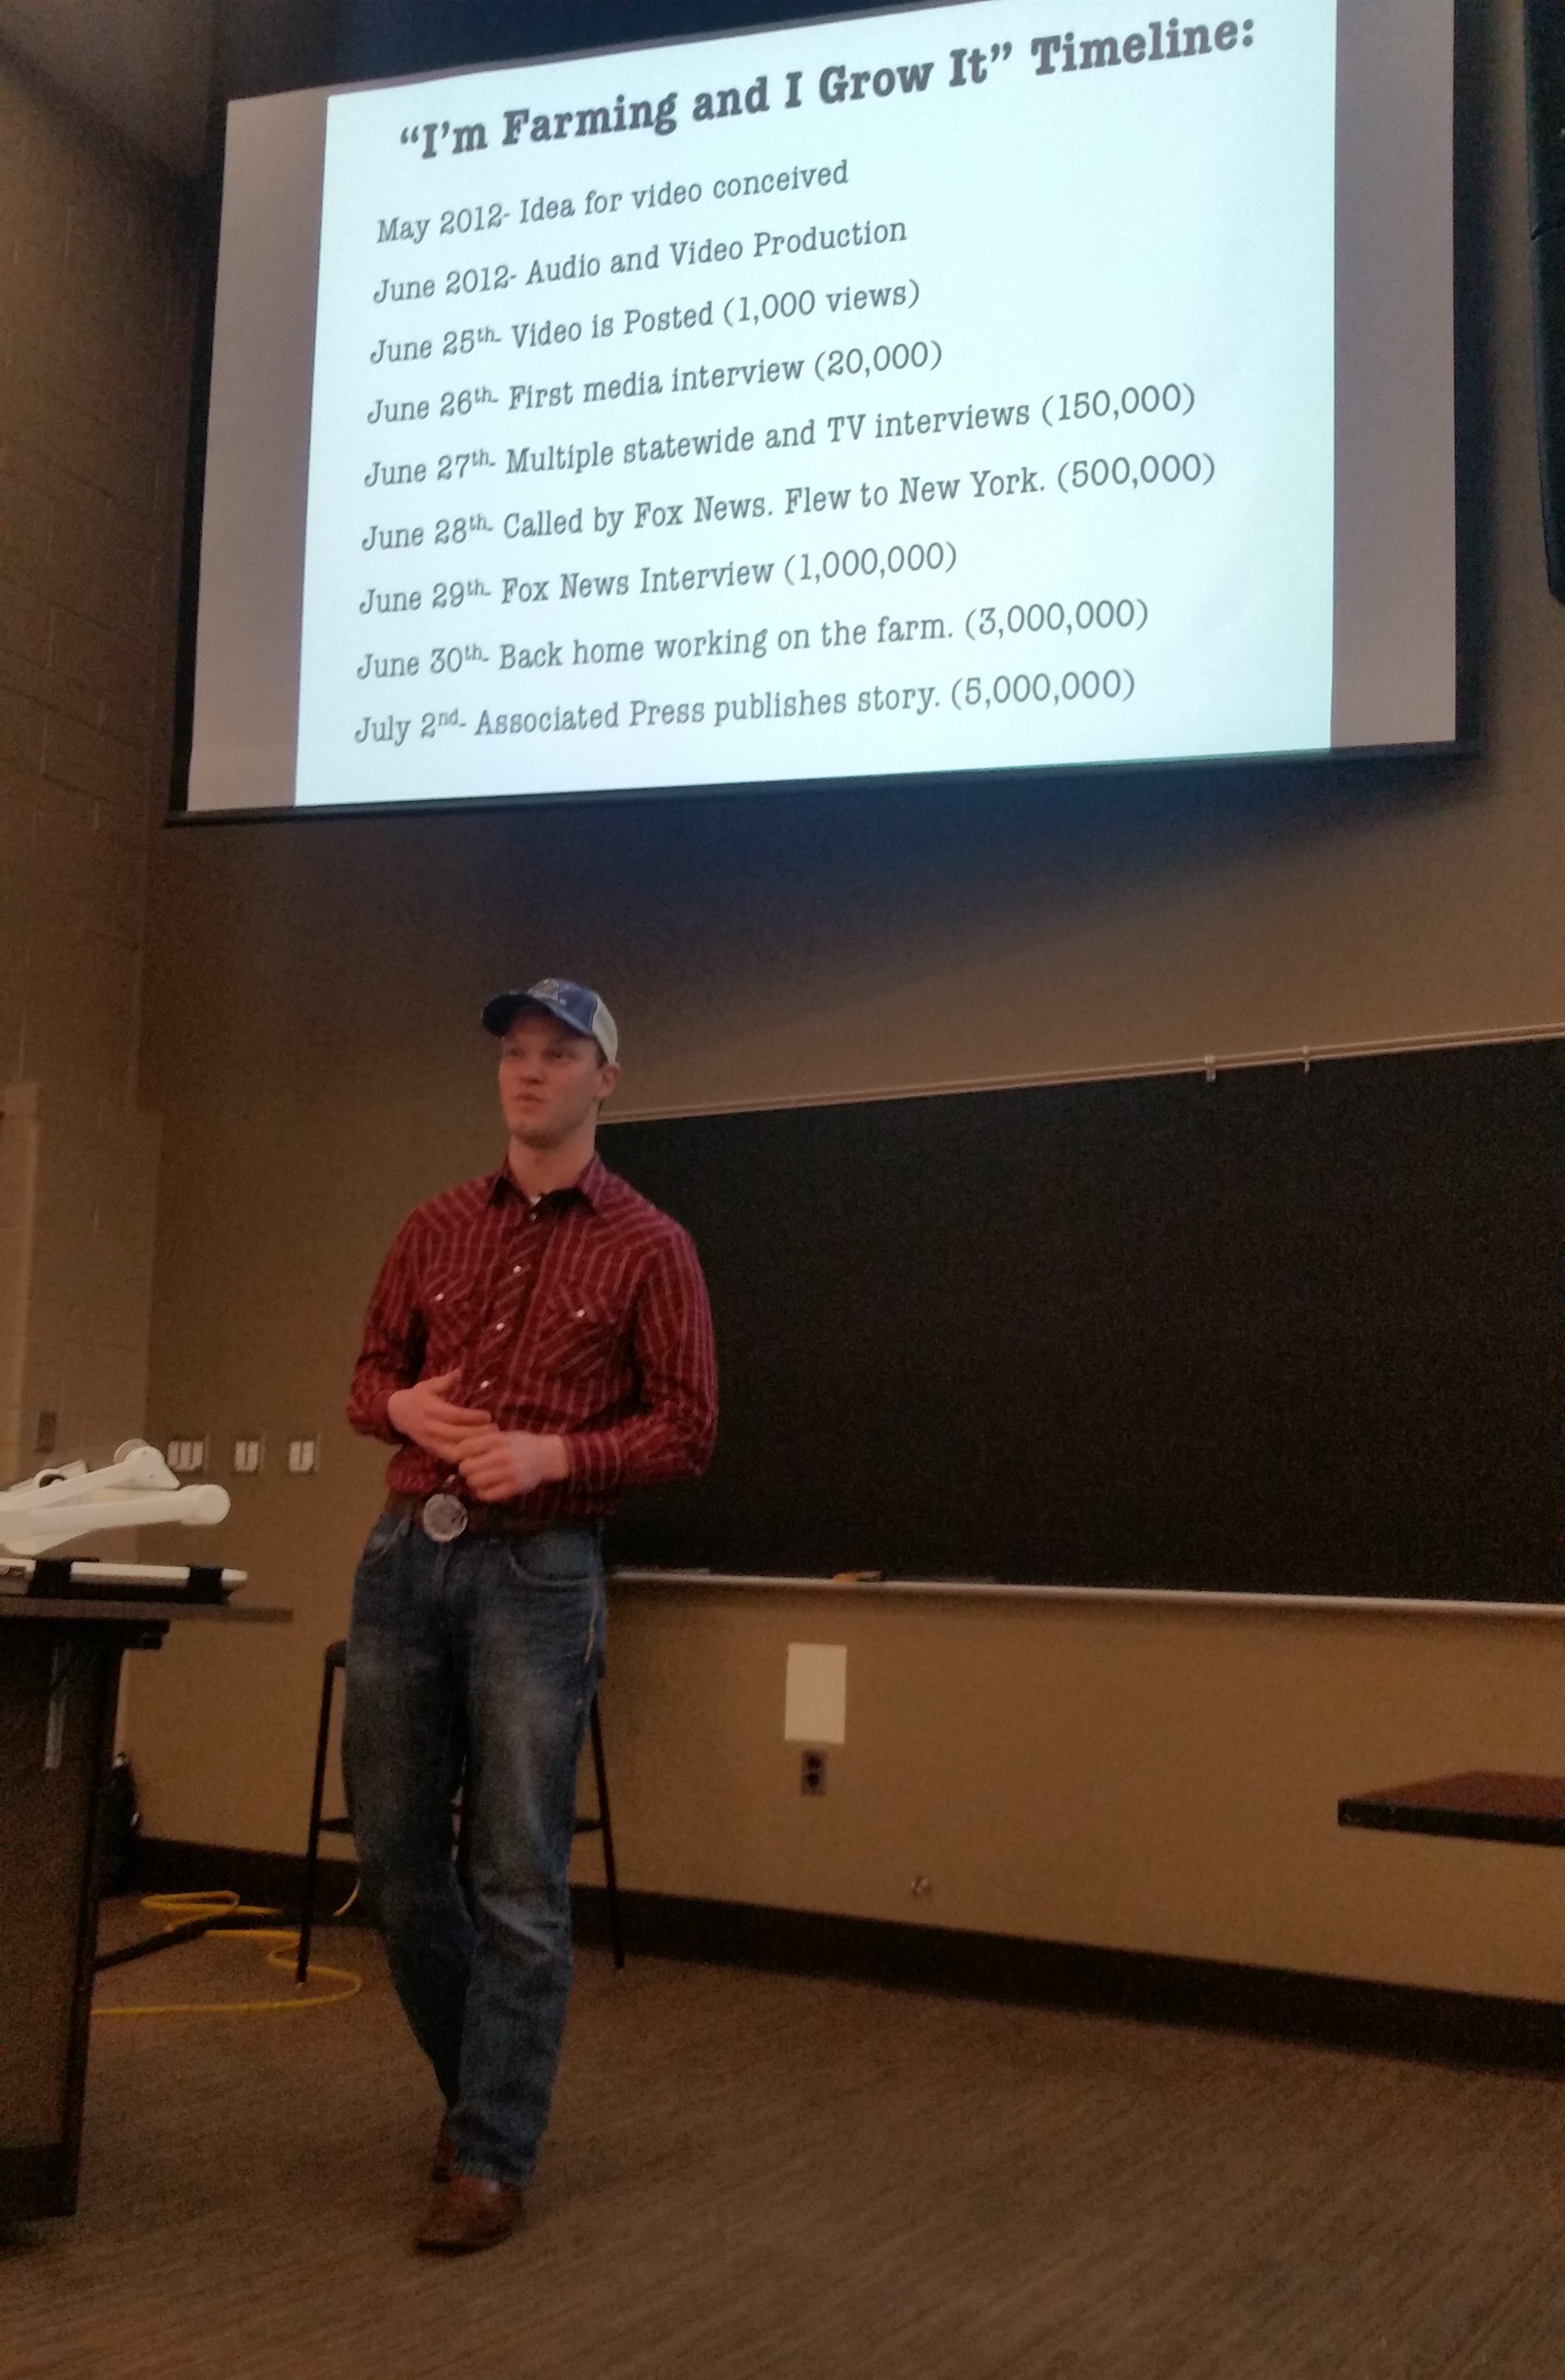 “I’m Farming and I Grow It” Timeline:
May 2012- Idea for video conceived
June 2012- Audio and Video Production
June 25th- Video is Posted (1,000 views)
June 26th- First media interview (20,000)
June 27th- Multiple statewide and TV interviews (150,000)
June 28th- Called by Fox News. Flew to New York. (500,000)
June 29th- Fox News Interview (1,000,000)
June 30th- Back home working on the farm. (3,000,000)
July 2nd- Associated Press publishes story. (5,000,000)